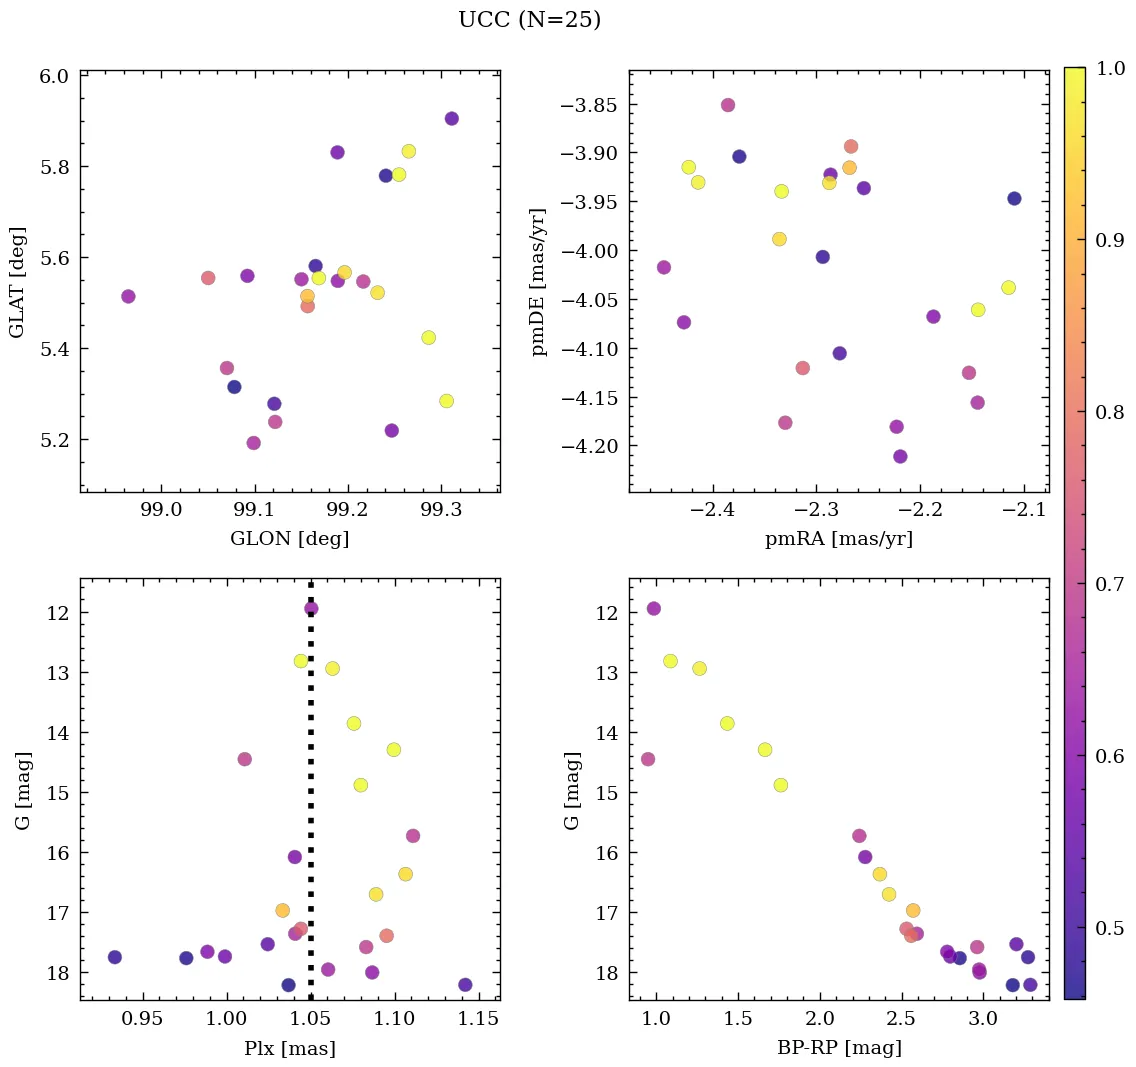 UCC (N=25)
6.0
5.8
5.6
5.4
5.2
GLAT [deg]
99.0 99.1 99.2 99.3
GLON [deg]
−3.85
−3.90
−3.95
−4.00
−4.05
−4.10
−4.15
−4.20
pmDE [mas/yr]
−2.4 −2.3 −2.2 −2.1
pmRA [mas/yr]
12
13
14
15
16
17
18
G [mag]
0.95 1.00 1.05 1.10 1.15
Plx [mas]
12
13
14
15
16
17
18
G [mag]
1.0 1.5 2.0 2.5 3.0
BP-RP [mag]
1.0
0.9
0.8
0.7
0.6
0.5